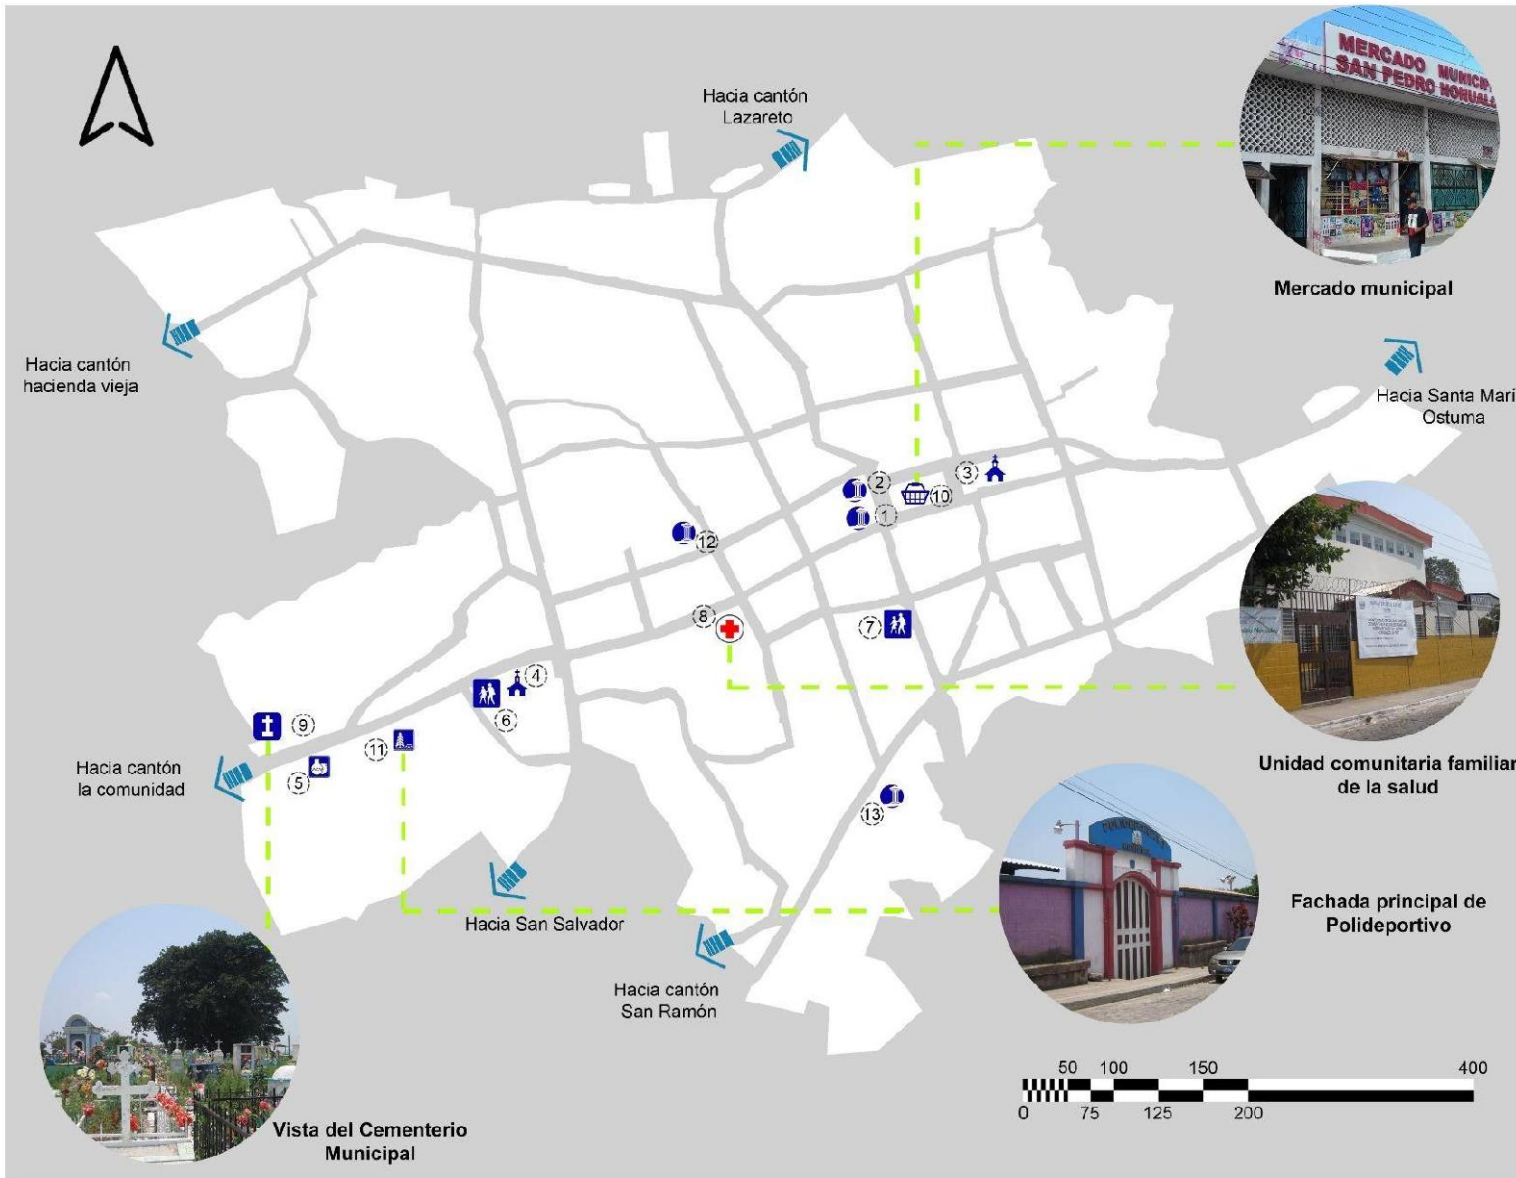 MERCADO MUNICIP
SAN PEDRO NONUAL
Hacia cantón
Lazareto
Mercado municipal
Hacia cantón
hacienda vieja
Hacia Santa Mari
Ostuma
3
2
10
1
12
8
7
4
6
9
11
5
Hacia cantón
la comunidad
13
Unidad comunitaria familiar
de la salud
Hacia San Salvador
Fachada principal de
Polideportivo
Hacia cantón
San Ramón
50 100 150 400
0 75 125 200
Vista del Cementerio
Municipal